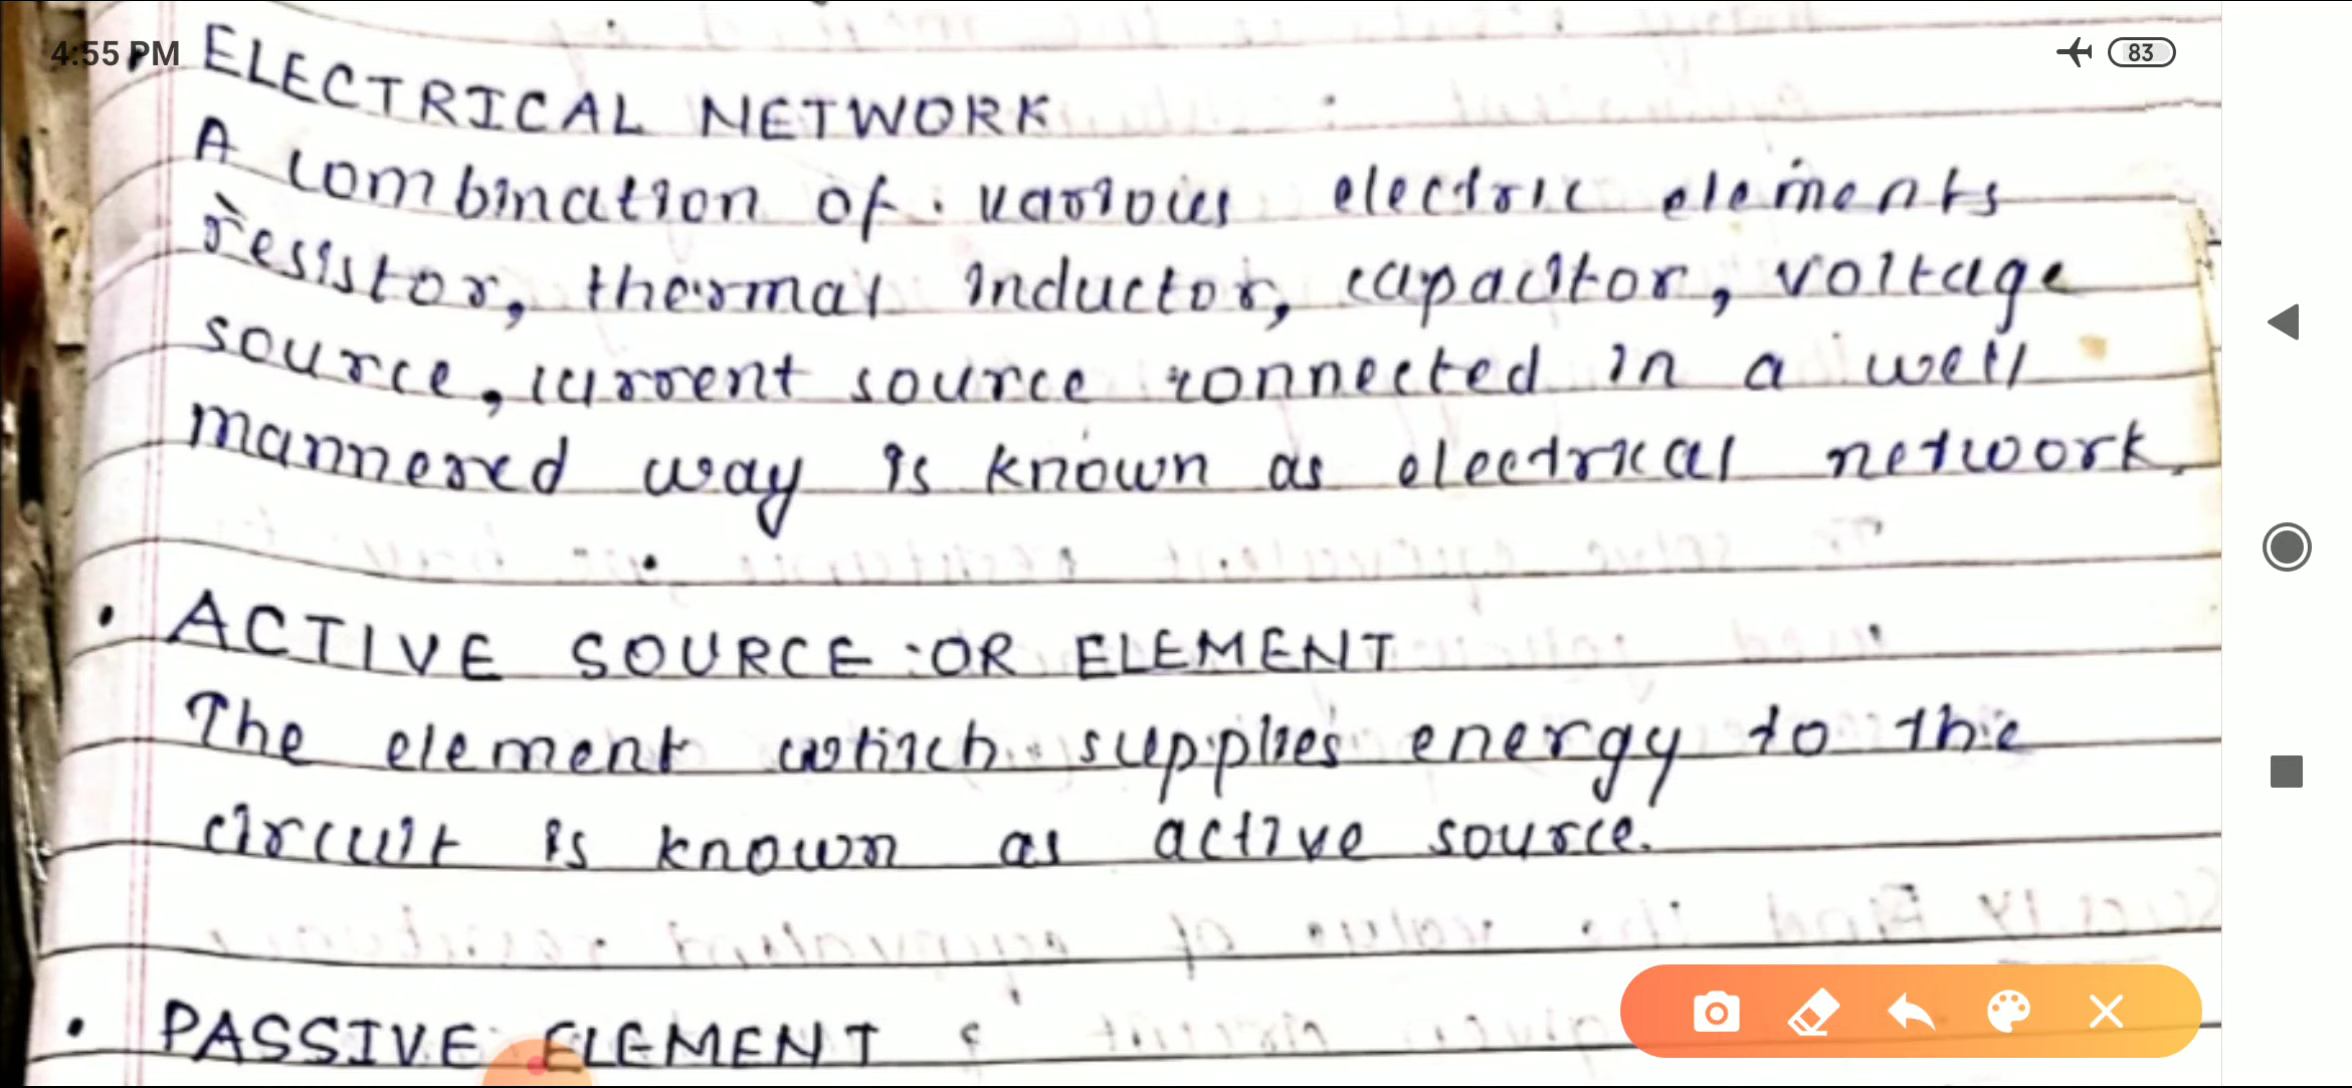 4:55 PM
83
ELECTRICAL NETWORK
A combination of various electric elements
resistor, thermal inductor, capacitor, voltage
source, current source connected in a well
mannered way is known as electrical network.
• ACTIVE SOURCE OR ELEMENT
The element which supplies energy to the
circuit is known as active source.
• PASSIVE ELEMENT